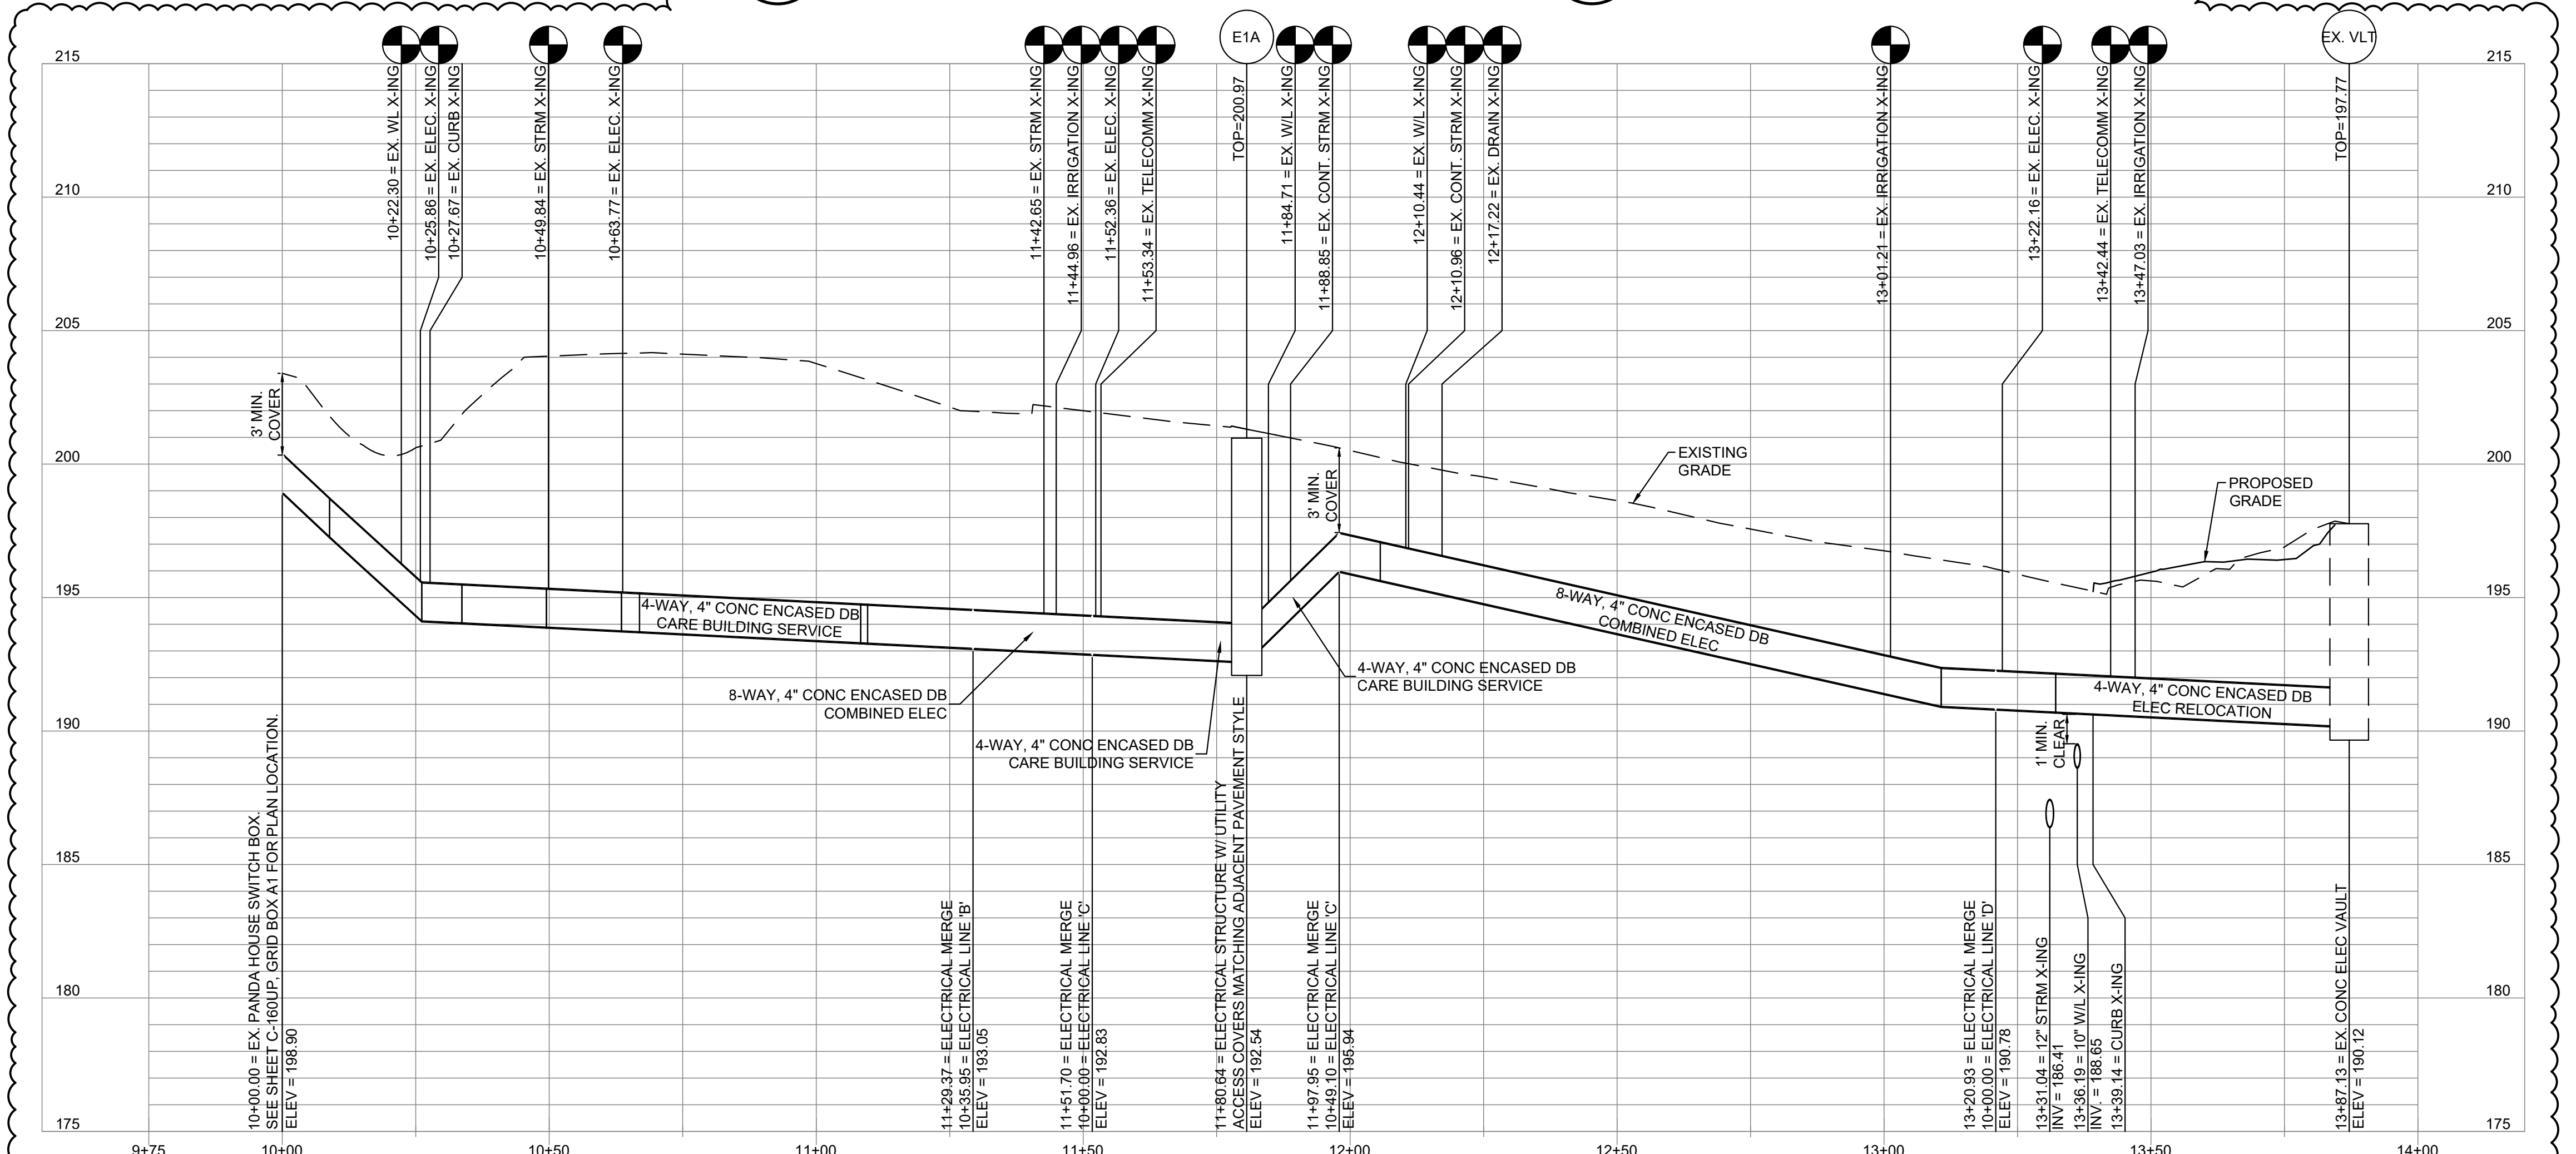 E1A
EX. VLT
215
215
10+22.30 = EX. WL X-ING
10+25.86 = EX. ELEC. X-ING
10+27.67 = EX. CURB X-ING
10+49.84 = EX. STRM X-ING
10+63.77 = EX. ELEC. X-ING
11+42.65 = EX. STRM X-ING
11+44.96 = EX. IRRIGATION X-ING
11+52.36 = EX. ELEC. X-ING
11+53.34 = EX. TELECOMM X-ING
TOP=200.97
11+84.71 = EX. W/L X-ING
11+88.85 = EX. CONT. STRM X-ING
12+10.44 = EX. W/L X-ING
12+10.96 = EX. CONT. STRM X-ING
12+17.22 = EX. DRAIN X-ING
13+01.21 = EX. IRRIGATION X-ING
13+22.16 = EX. ELEC. X-ING
13+42.44 = EX. TELECOMM X-ING
13+47.03 = EX. IRRIGATION X-ING
TOP=197.77
210
210
205
205
3' MIN.
COVER
200
200
3' MIN.
COVER
EXISTING
GRADE
PROPOSED
GRADE
195
195
4-WAY, 4" CONC ENCASED DB
CARE BUILDING SERVICE
8-WAY, 4" CONC ENCASED DB
COMBINED ELEC
4-WAY, 4" CONC ENCASED DB
CARE BUILDING SERVICE
8-WAY, 4" CONC ENCASED DB
COMBINED ELEC
4-WAY, 4" CONC ENCASED DB
ELEC RELOCATION
190
190
4-WAY, 4" CONC ENCASED DB
CARE BUILDING SERVICE
1' MIN.
CLEAR
185
185
180
180
10+00.00 = EX. PANDA HOUSE SWITCH BOX.
SEE SHEET C-160UP, GRID BOX A1 FOR PLAN LOCATION.
ELEV = 198.90
11+29.37 = ELECTRICAL MERGE
10+35.95 = ELECTRICAL LINE 'B'
ELEV = 193.05
11+51.70 = ELECTRICAL MERGE
10+00.00 = ELECTRICAL LINE 'C'
ELEV = 192.83
11+80.64 = ELECTRICAL STRUCTURE W/ UTILITY
ACCESS COVERS MATCHING ADJACENT PAVEMENT STYLE
ELEV = 192.54
11+97.95 = ELECTRICAL MERGE
10+49.10 = ELECTRICAL LINE 'C'
ELEV = 195.94
13+20.93 = ELECTRICAL MERGE
10+00.00 = ELECTRICAL LINE 'D'
ELEV = 190.78
13+31.04 = 12" STRM X-ING
INV = 186.41
13+36.19 = 10" W/L X-ING
INV. = 188.65
13+39.14 = CURB X-ING
13+87.13 = EX. CONC ELEC VAULT
ELEV = 190.12
175
175
9+75
10+00
10+50
11+00
11+50
12+00
12+50
13+00
13+50
14+00